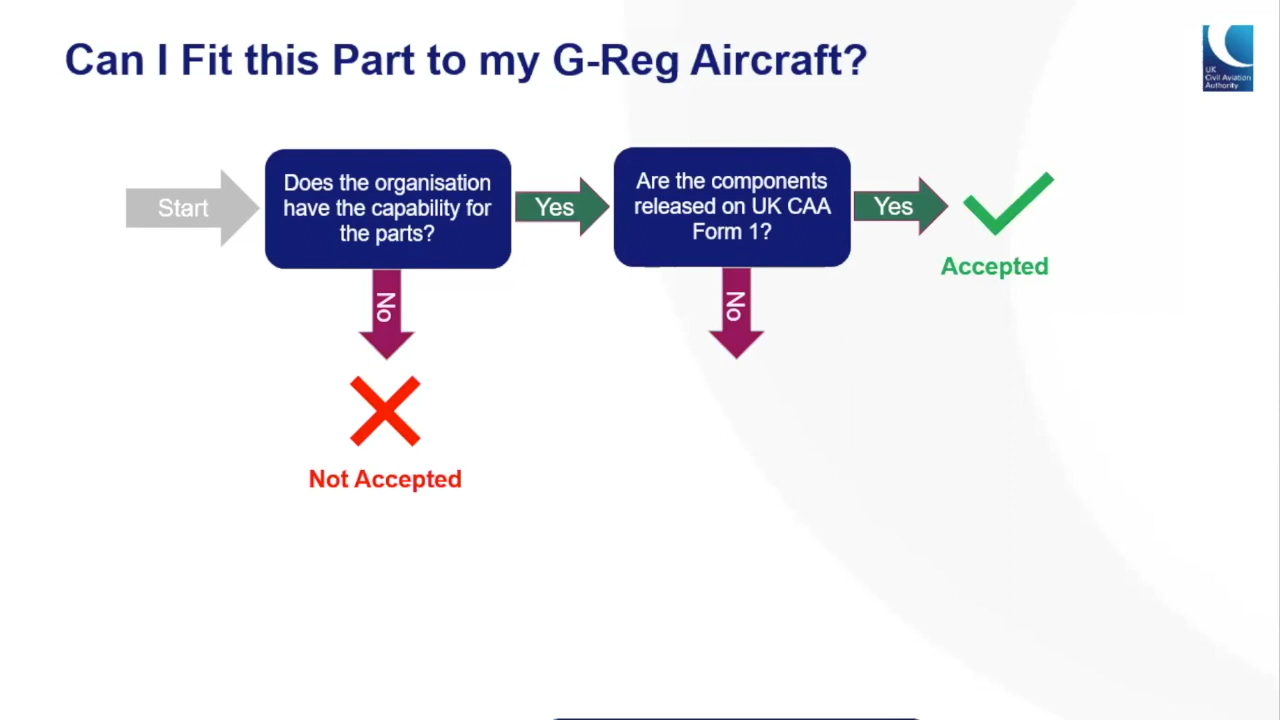 Can I Fit this Part to my G-Reg Aircraft?
UK
Civil Aviation
Authority
Start
Does the organisation
have the capability for
the parts?
Yes
Are the components
released on UK CAA
Form 1?
Yes
Accepted
No
No
Not Accepted